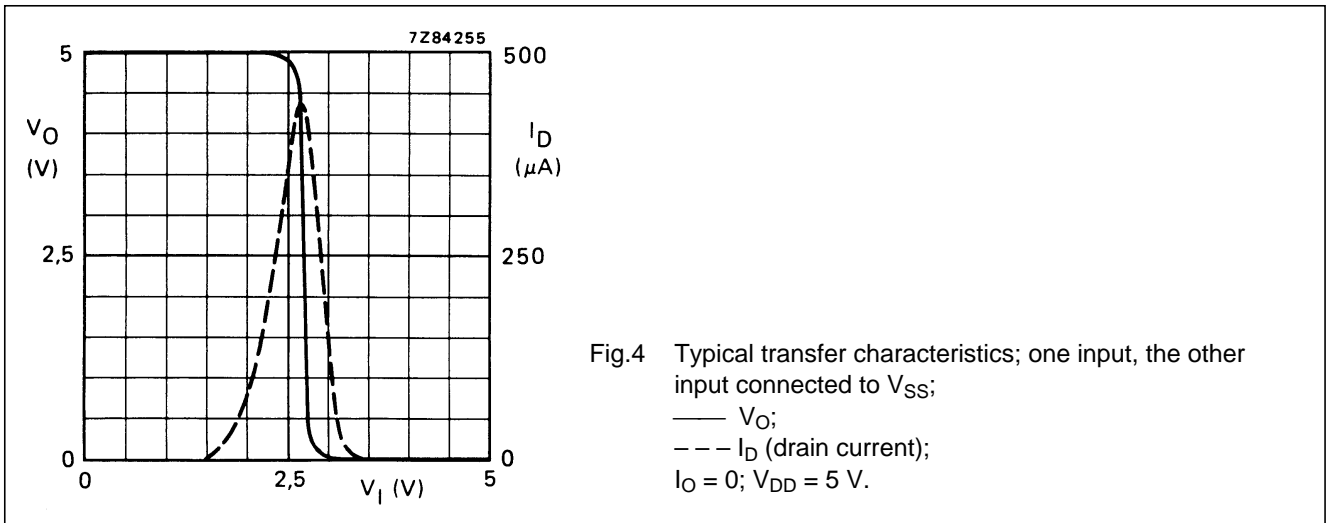 7Z84255
5
500
V_O
(V)
I_D
(μA)
2,5
250
0
0
0
2,5
5
V_I (V)
Fig.4 Typical transfer characteristics; one input, the other
input connected to V_SS;
—— V_O;
– – – I_D (drain current);
I_O = 0; V_DD = 5 V.